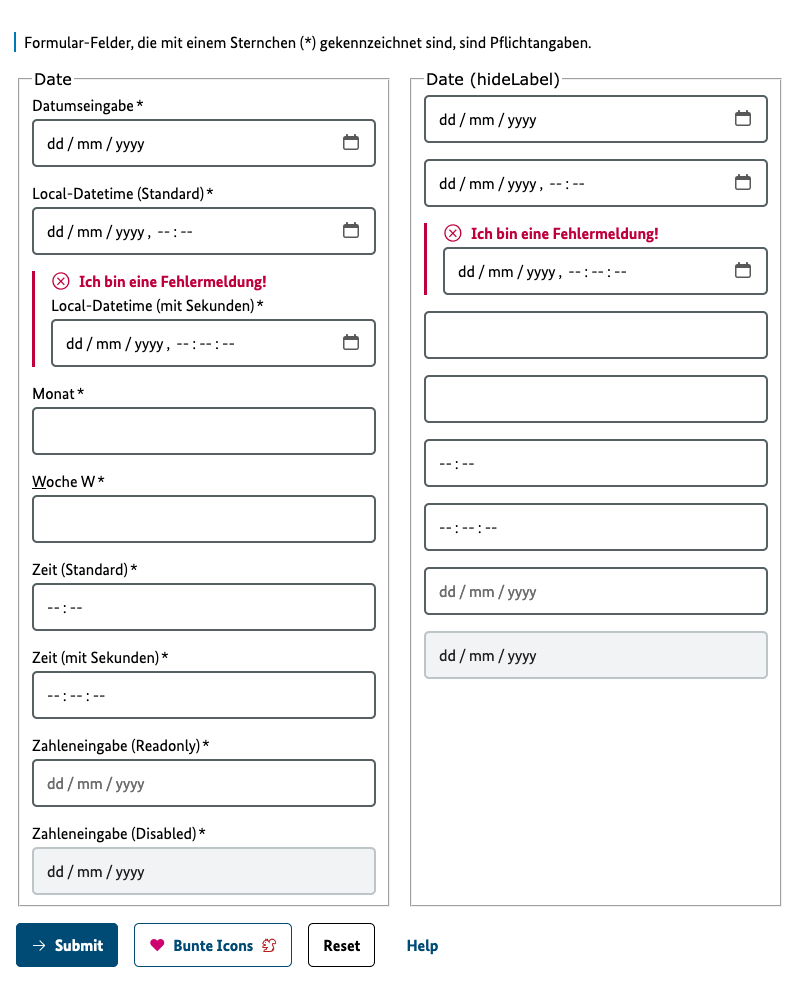 Formular-Felder, die mit einem Sternchen (*) gekennzeichnet sind, sind Pflichtangaben.
Date
Datumseingabe*
dd/mm/yyyy
Local-Datetime (Standard)*
dd/mm/yyyy, --:--
Ich bin eine Fehlermeldung!
Local-Datetime (mit Sekunden)*
dd/mm/yyyy, --:--:--
Monat*
Woche W*
Zeit (Standard)*
--:--
Zeit (mit Sekunden)*
--:--:--
Zahleneingabe (Readonly)*
dd/mm/yyyy
Zahleneingabe (Disabled)*
dd/mm/yyyy
Date (hideLabel)
dd/mm/yyyy
dd/mm/yyyy, --:--
Ich bin eine Fehlermeldung!
dd/mm/yyyy, --:--:--
--:--
--:--:--
dd/mm/yyyy
dd/mm/yyyy
Submit Bunte Icons Reset Help